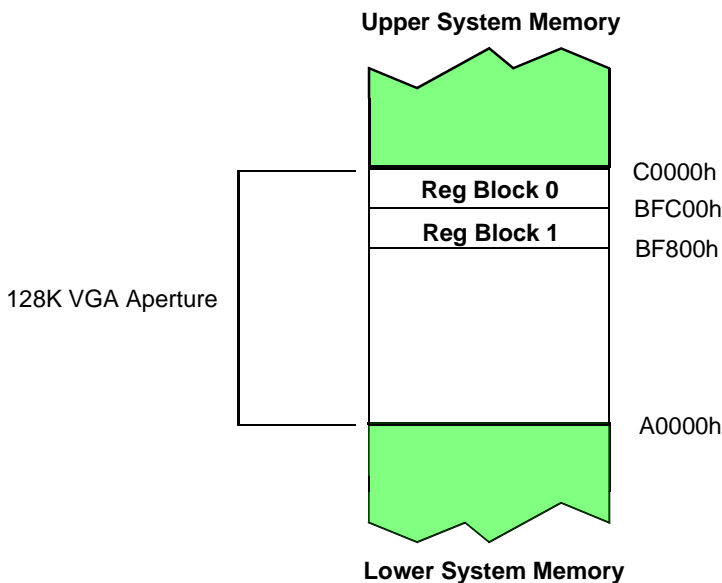 Upper System Memory
C0000h
Reg Block 0
BFC00h
Reg Block 1
BF800h
128K VGA Aperture
A0000h
Lower System Memory